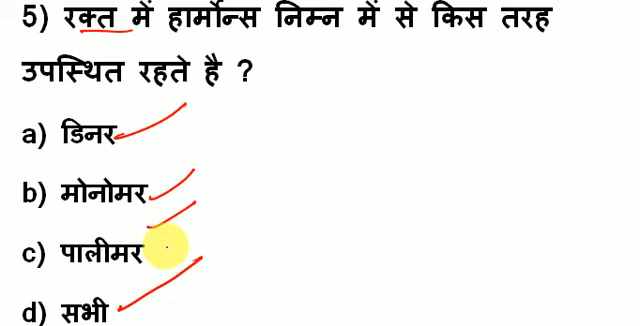 5) रक्त में हार्मोन्स निम्न में से किस तरह
उपस्थित रहते है ?
a) डिनर
b) मोनोमर
c) पालीमर
d) सभी